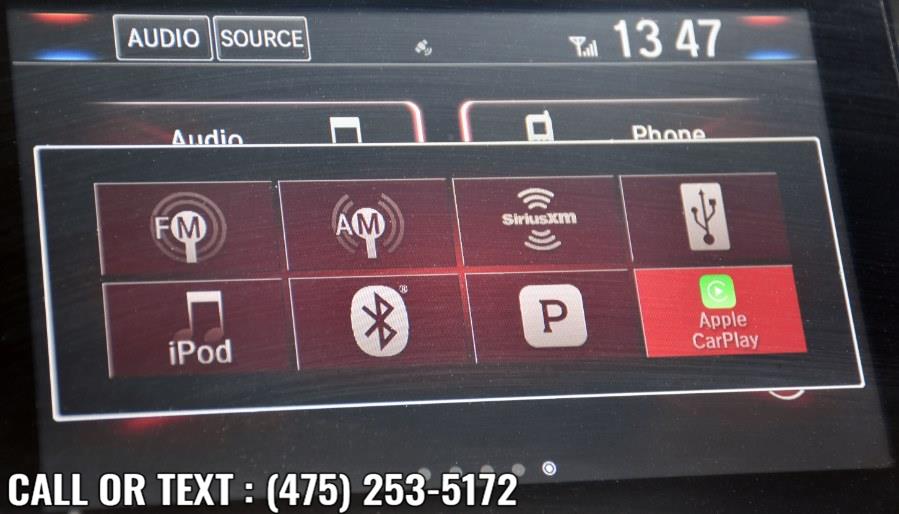 AUDIO SOURCE 13 47
Audio Phone
FM AM SiriusXM
iPod ® P Apple
CarPlay
CALL OR TEXT : (475) 253-5172